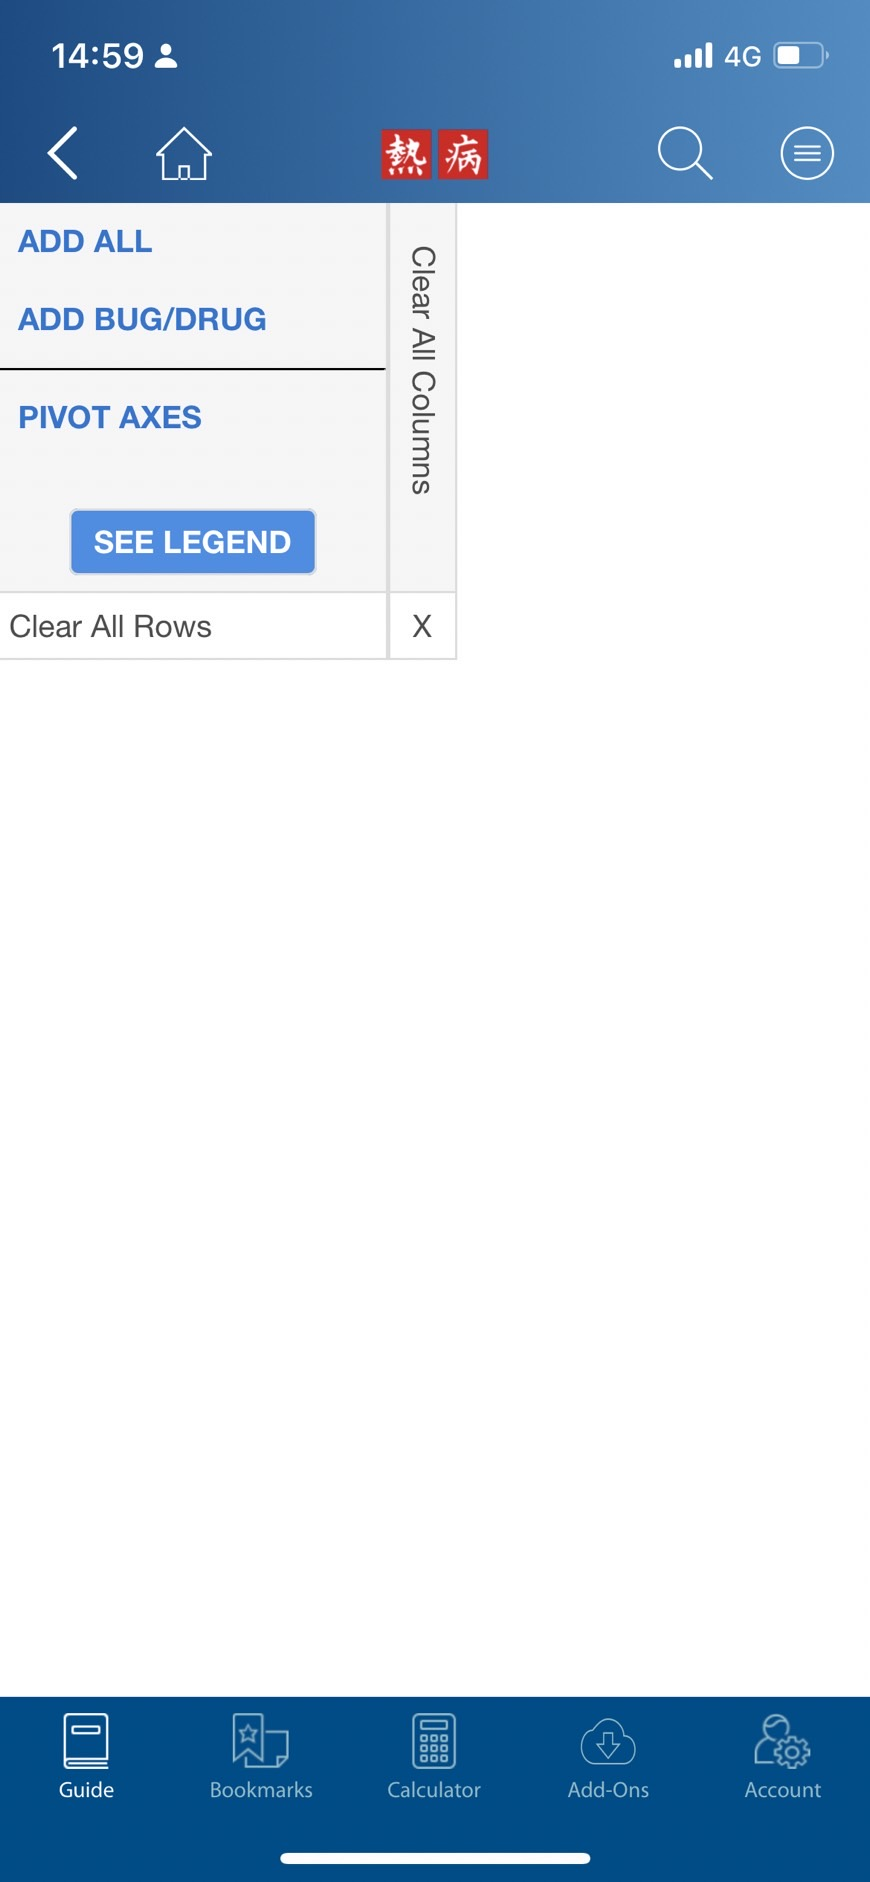 14:59
4G
熱病
ADD ALL
ADD BUG/DRUG
PIVOT AXES
SEE LEGEND
Clear All Columns
Clear All Rows
X
Guide
Bookmarks
Calculator
Add-Ons
Account